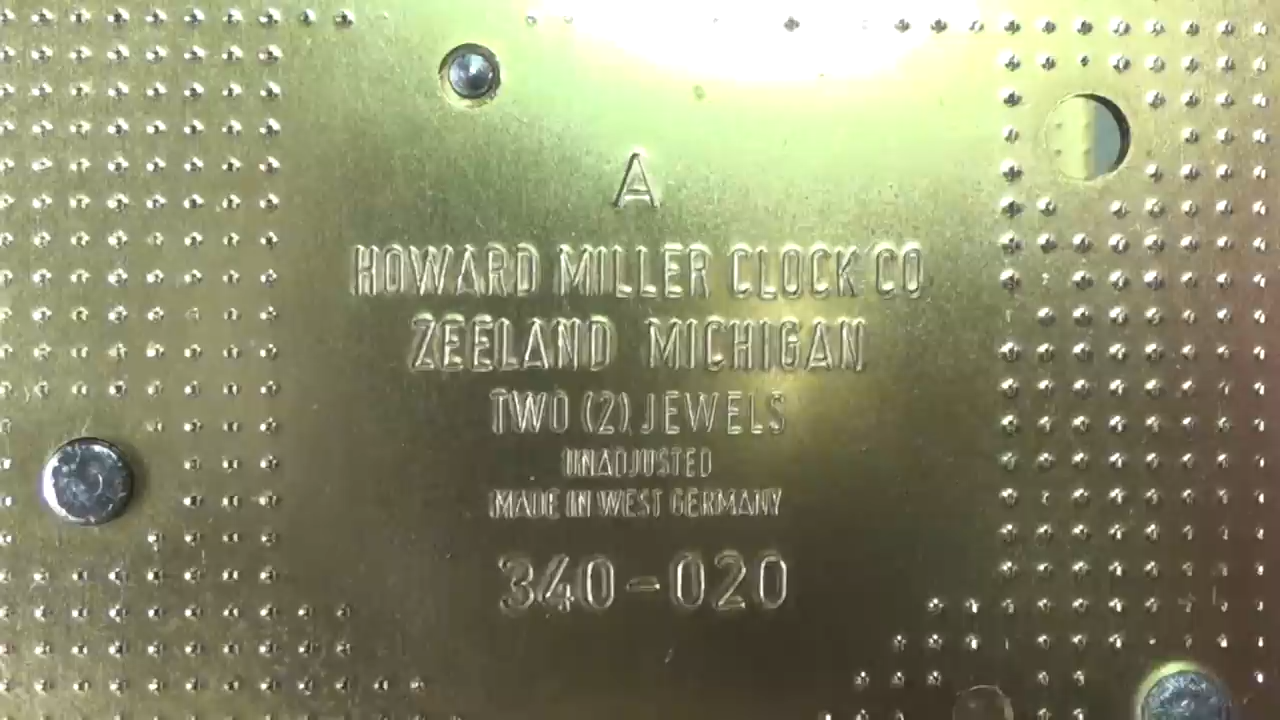 A
HOWARD MILLER CLOCK CO
ZEELAND MICHIGAN
TWO (2) JEWELS
UNADJUSTED
MADE IN WEST GERMANY
340-020